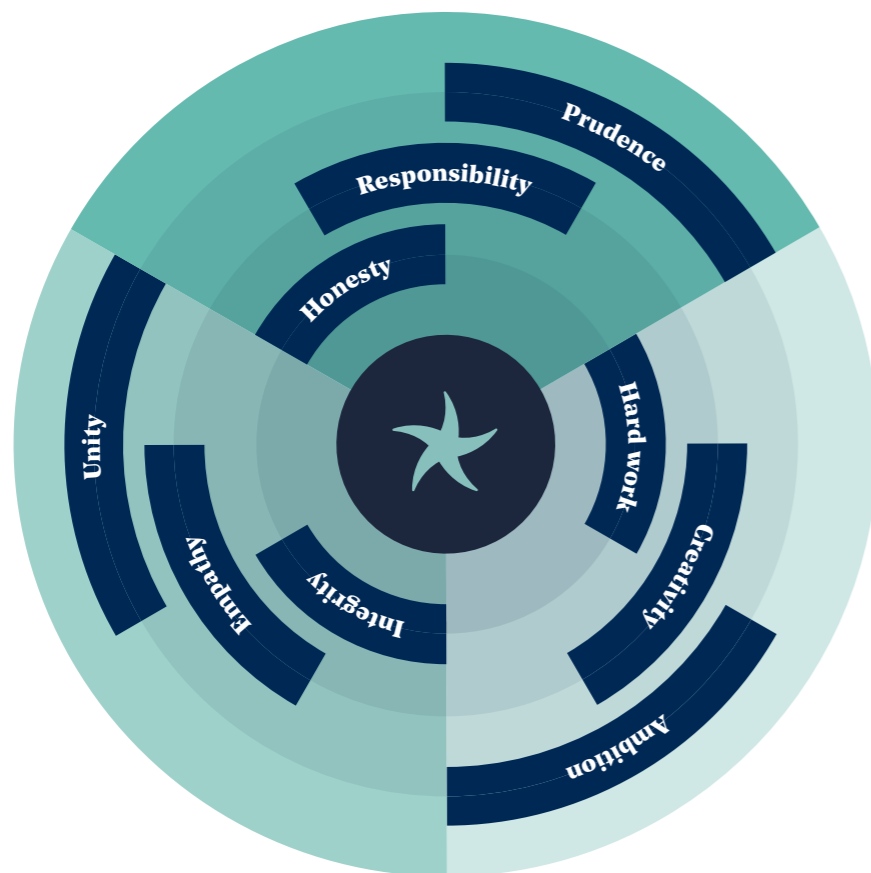 Prudence
Responsibility
Honesty
Hard work
Creativity
Ambition
Integrity
Empathy
Unity